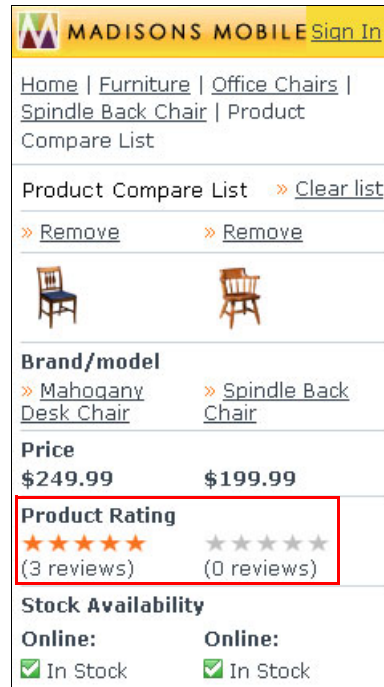 MADISONS MOBILE Sign In
Home | Furniture | Office Chairs |
Spindle Back Chair | Product
Compare List
Product Compare List » Clear list
» Remove » Remove
Brand/model
» Mahogany » Spindle Back
Desk Chair Chair
Price
$249.99 $199.99
Product Rating
(3 reviews) (0 reviews)
Stock Availability
Online: Online:
In Stock In Stock